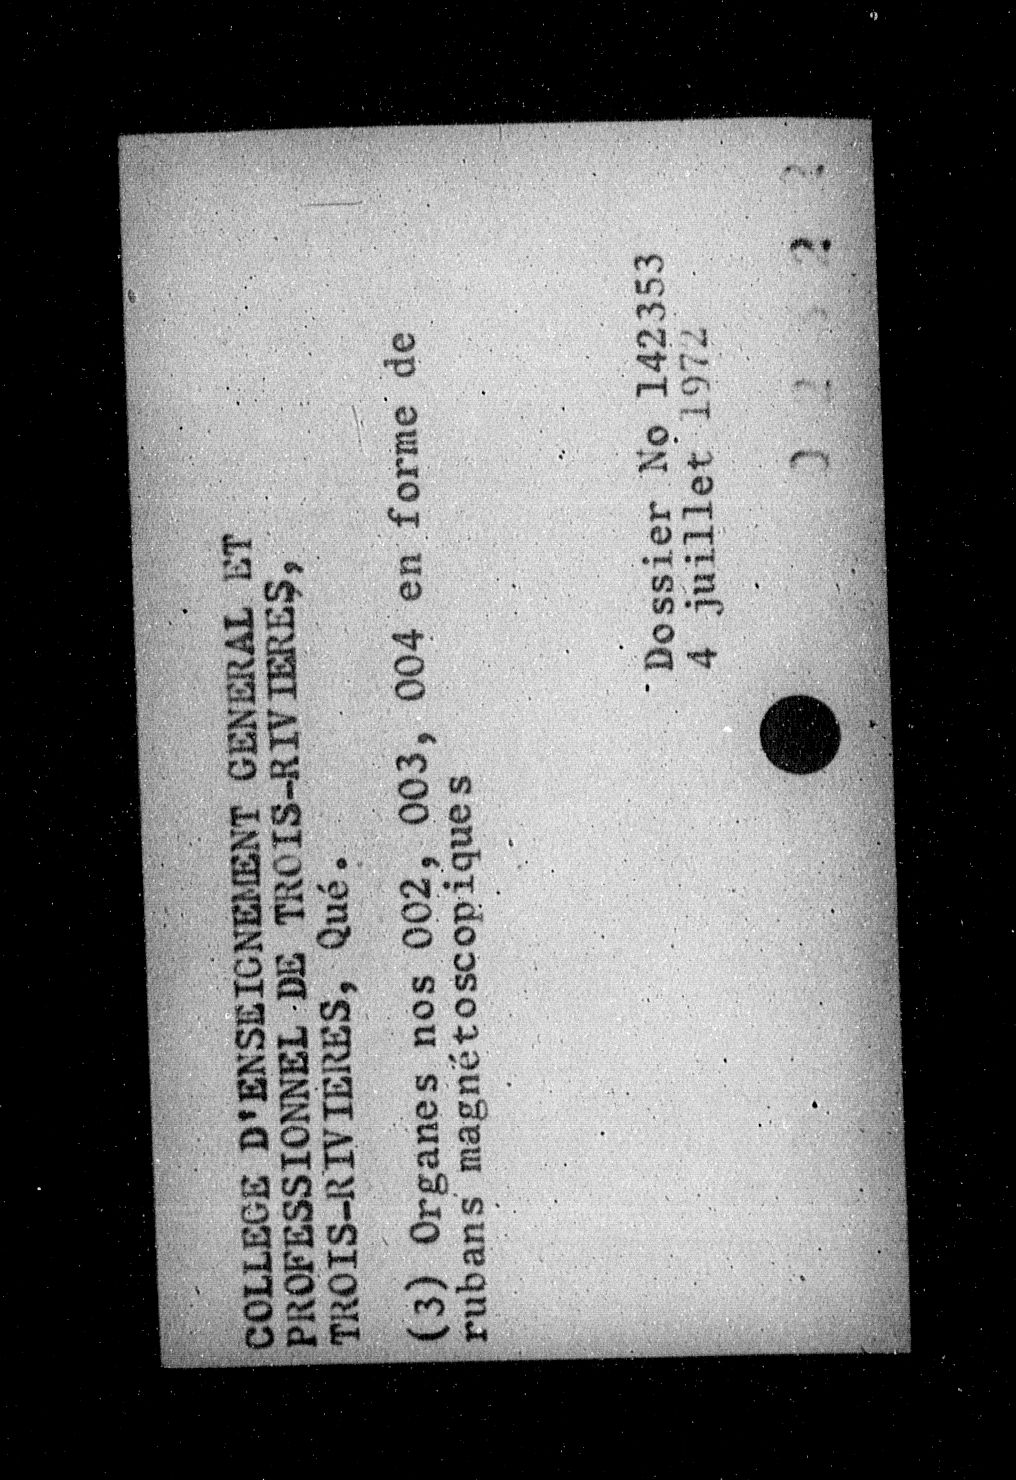 COLLEGE D'ENSEIGNEMENT GENERAL ET
PROFESSIONNEL DE TROIS-RIVIERES,
TROIS-RIVIERES, Qué.
(3) Organes nos 002, 003, 004 en forme de
rubans magnétoscopiques
Dossier No 142353
4 juillet 1972